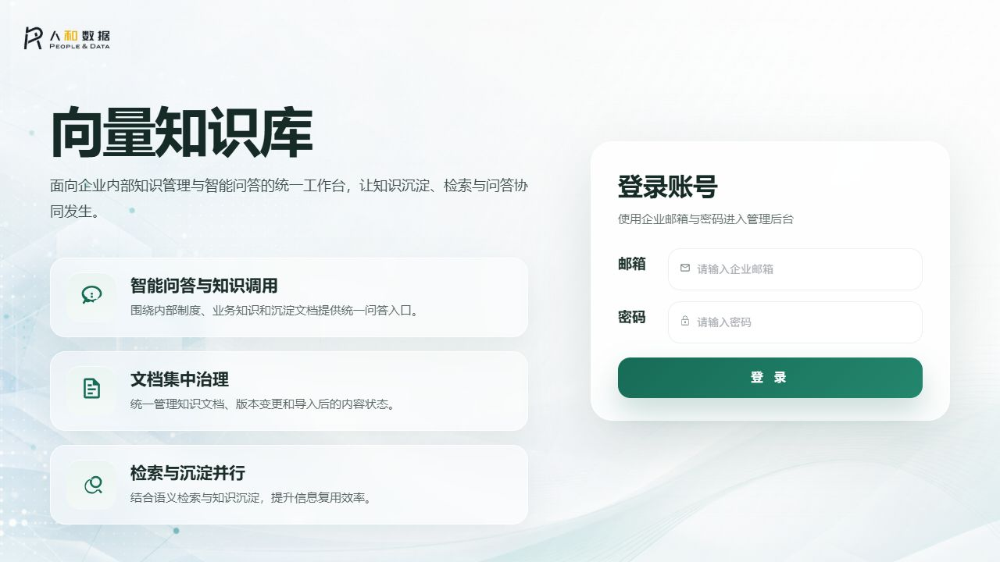 人和数据
PEOPLE & DATA
向量知识库
面向企业内部知识管理与智能问答的统一工作台，让知识沉淀、检索与问答协
同发生。
智能问答与知识调用
围绕内部制度、业务知识和沉淀文档提供统一问答入口。
文档集中治理
统一管理知识文档、版本变更和导入后的内容状态。
检索与沉淀并行
结合语义检索与知识沉淀，提升信息复用效率。
登录账号
使用企业邮箱与密码进入管理后台
邮箱
请输入企业邮箱
密码
请输入密码
登 录